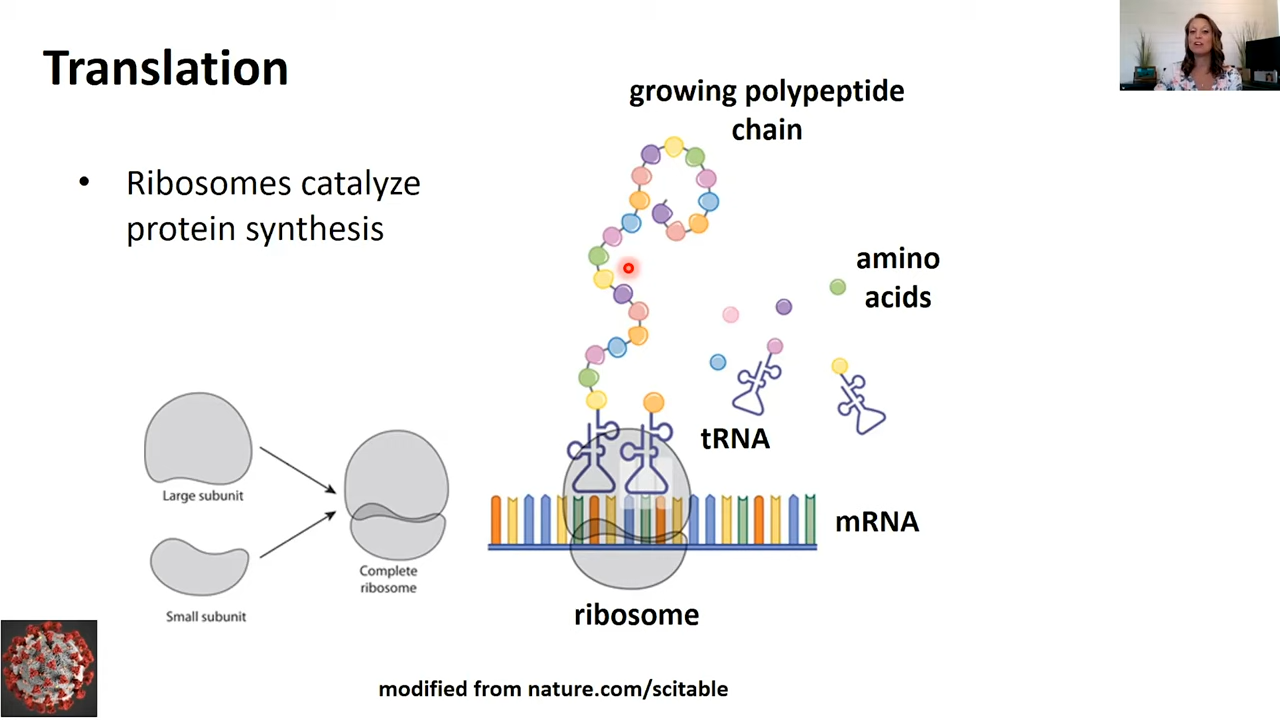 Translation
• Ribosomes catalyze
protein synthesis
growing polypeptide
chain
amino
acids
tRNA
mRNA
ribosome
Large subunit
Small subunit
Complete
ribosome
modified from nature.com/scitable